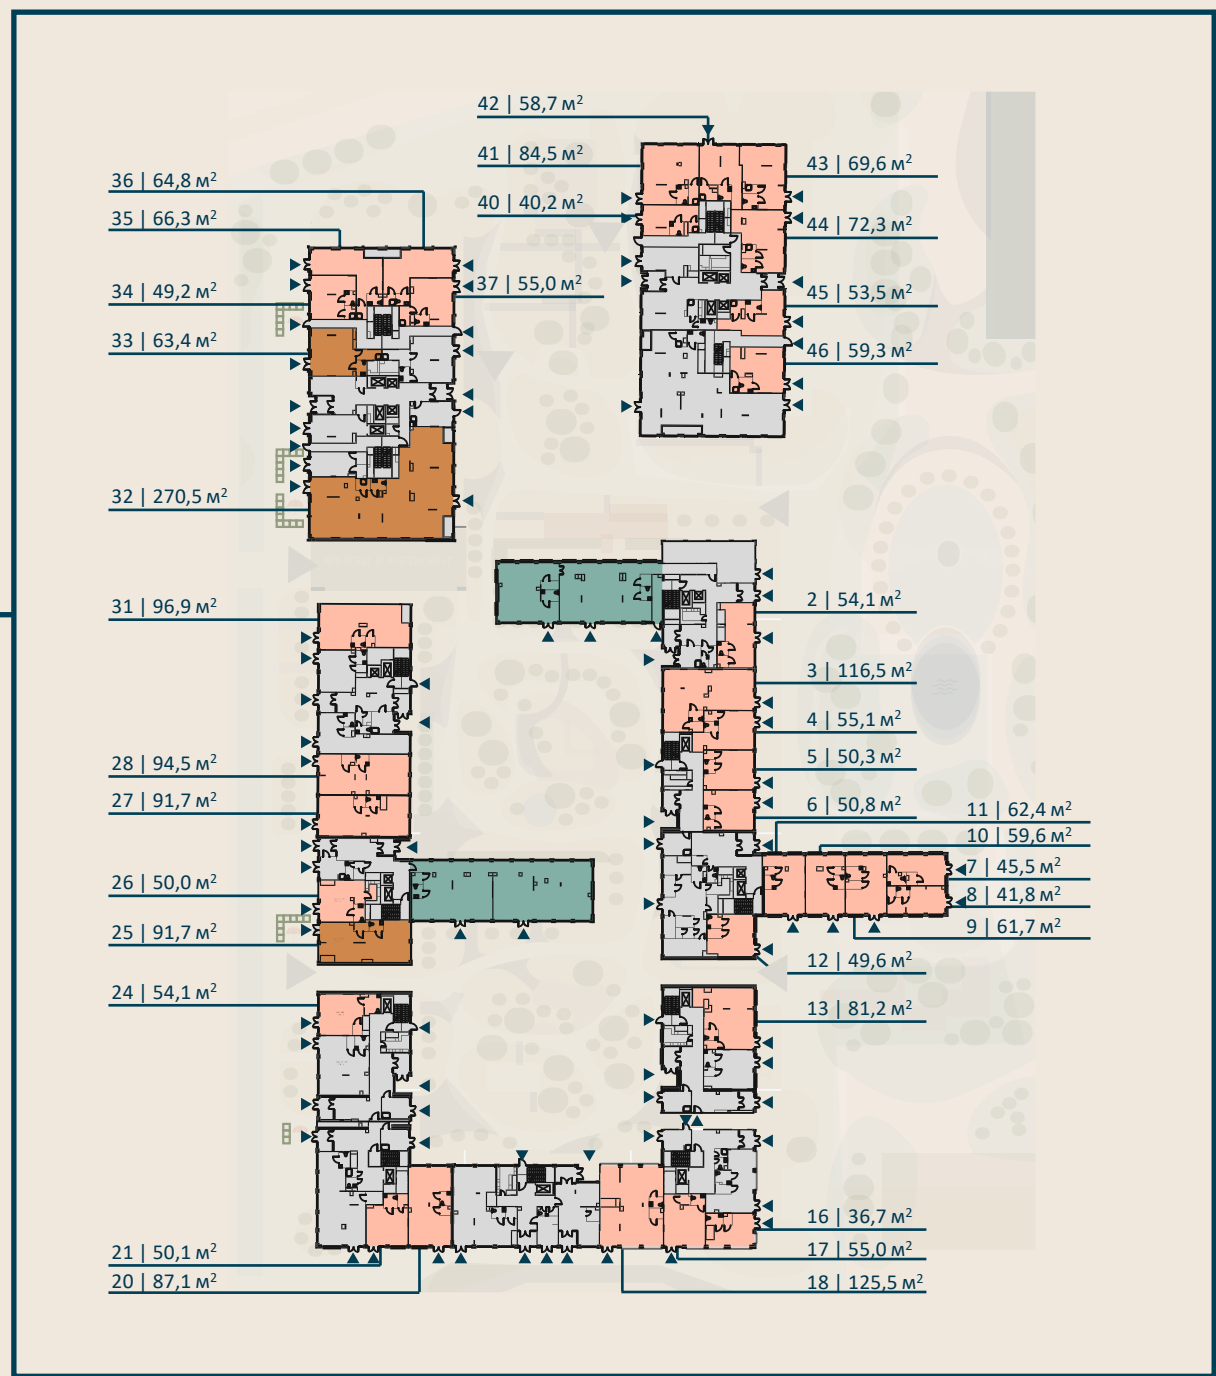 42 | 58,7 м²
41 | 84,5 м²
43 | 69,6 м²
36 | 64,8 м²
40 | 40,2 м²
35 | 66,3 м²
44 | 72,3 м²
34 | 49,2 м²
37 | 55,0 м²
45 | 53,5 м²
33 | 63,4 м²
46 | 59,3 м²
32 | 270,5 м²
31 | 96,9 м²
2 | 54,1 м²
3 | 116,5 м²
4 | 55,1 м²
28 | 94,5 м²
5 | 50,3 м²
27 | 91,7 м²
6 | 50,8 м²
11 | 62,4 м²
10 | 59,6 м²
7 | 45,5 м²
26 | 50,0 м²
8 | 41,8 м²
25 | 91,7 м²
9 | 61,7 м²
12 | 49,6 м²
24 | 54,1 м²
13 | 81,2 м²
16 | 36,7 м²
21 | 50,1 м²
17 | 55,0 м²
20 | 87,1 м²
18 | 125,5 м²